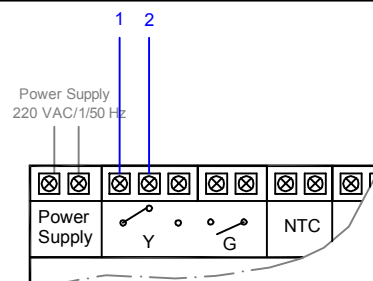 1 2
Power Supply
220 VAC/1/50 Hz
Power
Supply
Y
G
NTC